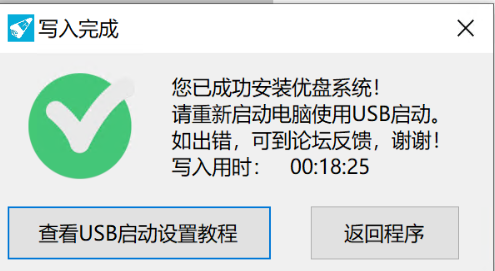 写入完成
您已成功安装优盘系统！
请重新启动电脑使用USB启动。
如出错，可到论坛反馈，谢谢！
写入用时： 00:18:25
查看USB启动设置教程
返回程序